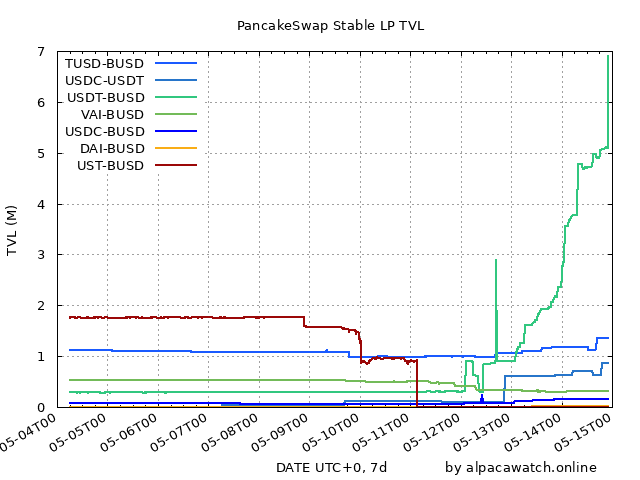 PancakeSwap Stable LP TVL
7
6
5
4
3
2
1
0
TVL (M)
TUSD-BUSD
USDC-USDT
USDT-BUSD
VAI-BUSD
USDC-BUSD
DAI-BUSD
UST-BUSD
05-04T00
05-05T00
05-06T00
05-07T00
05-08T00
05-09T00
05-10T00
05-11T00
05-12T00
05-13T00
05-14T00
05-15T00
DATE UTC+0, 7d
by alpacawatch.online